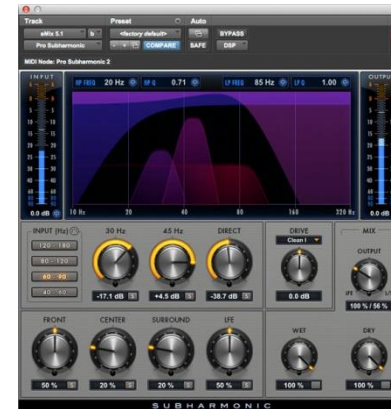 Track
Preset
Auto
eMix 5.1
b
<factory default>
BYPASS
Pro Subharmonic
-
+
COMPARE
SAFE
DSP
MIDI Node: Pro Subharmonic 2
INPUT
HP FREQ 20 Hz
HP Q 0.71
LP FREQ 85 Hz
LP Q 1.00
OUTPU
10 Hz
20
40
80
160
320 Hz
0.0 dB
0.0 dB
INPUT (Hz)
30 Hz
45 Hz
DIRECT
DRIVE
MIX
120 - 180
Clean I
80 - 120
OUTPUT
60 - 90
40 - 60
-17.1 dB
S
+4.5 dB
S
-38.7 dB
S
0.0 dB
LFE
100 % / 56 %
FRONT
CENTER
SURROUND
LFE
WET
DRY
50 %
S
20 %
S
20 %
S
50 %
S
100 %
100 %
SUBHARMONIC